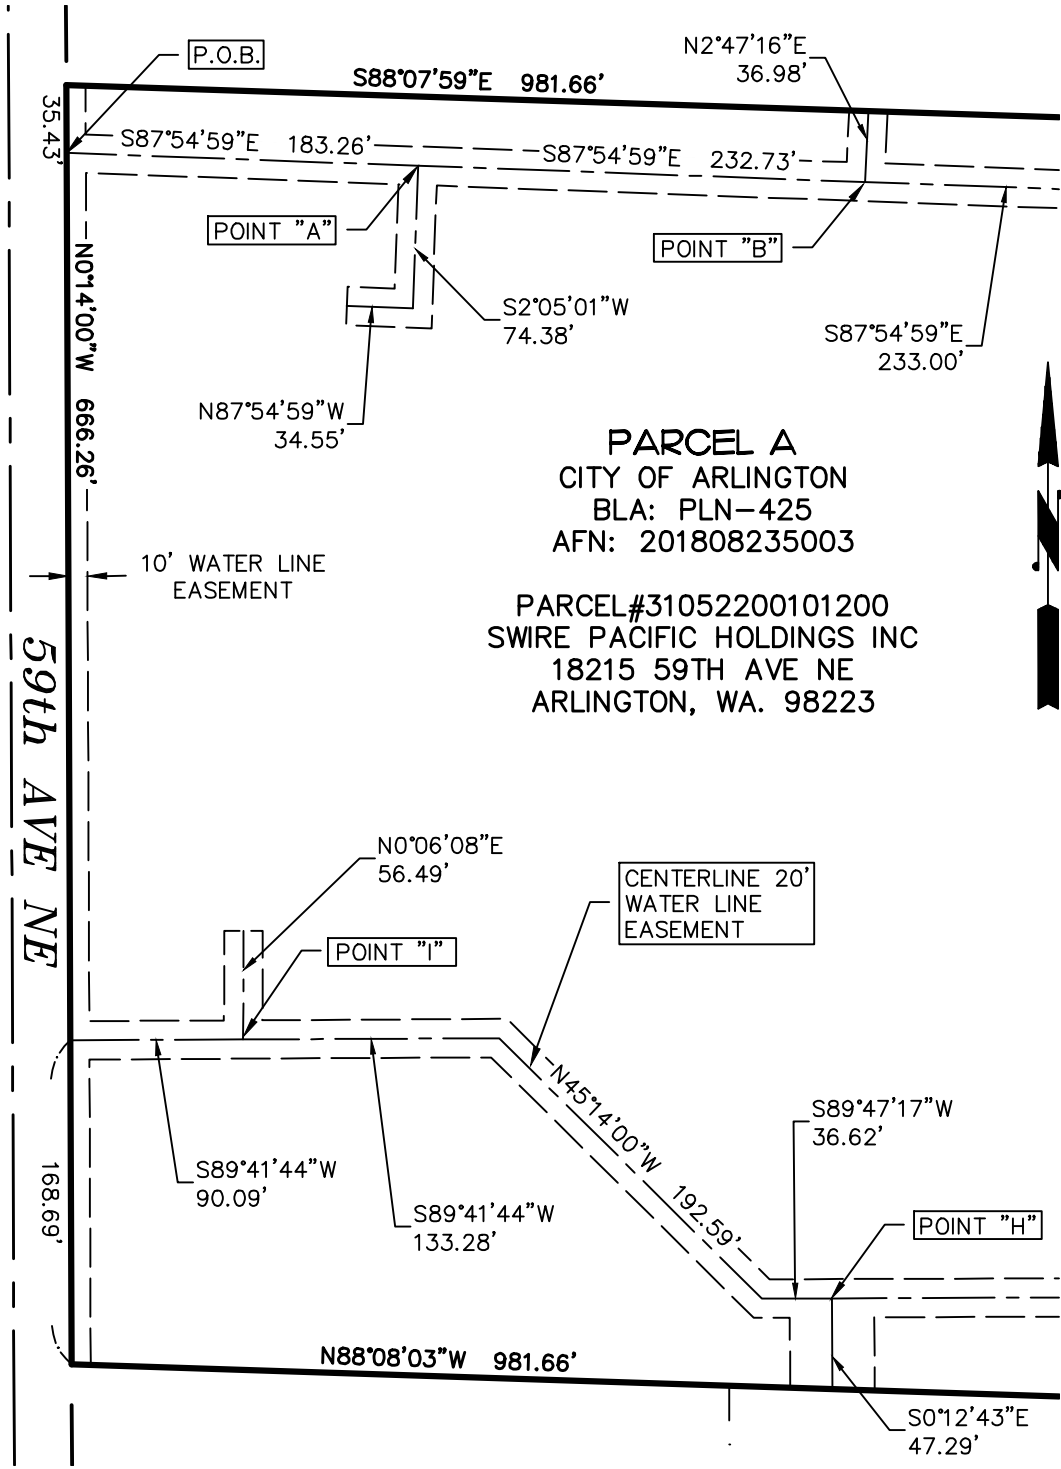 P.O.B.
N2°47'16"E
36.98'
S88°07'59"E 981.66'
35.43'
S87°54'59"E 183.26'
S87°54'59"E 232.73'
POINT "A"
POINT "B"
N0°14'00"W 666.26'
S2°05'01"W
74.38'
S87°54'59"E
233.00'
N87°54'59"W
34.55'
PARCEL A
CITY OF ARLINGTON
BLA: PLN-425
AFN: 201808235003
N
10' WATER LINE
EASEMENT
PARCEL#31052200101200
SWIRE PACIFIC HOLDINGS INC
18215 59TH AVE NE
ARLINGTON, WA. 98223
59th AVE NE
N0°06'08"E
56.49'
CENTERLINE 20'
WATER LINE
EASEMENT
POINT "I"
N45°14'00"W 192.59'
S89°47'17"W
36.62'
168.69'
S89°41'44"W
90.09'
S89°41'44"W
133.28'
POINT "H"
N88°08'03"W 981.66'
S0°12'43"E
47.29'